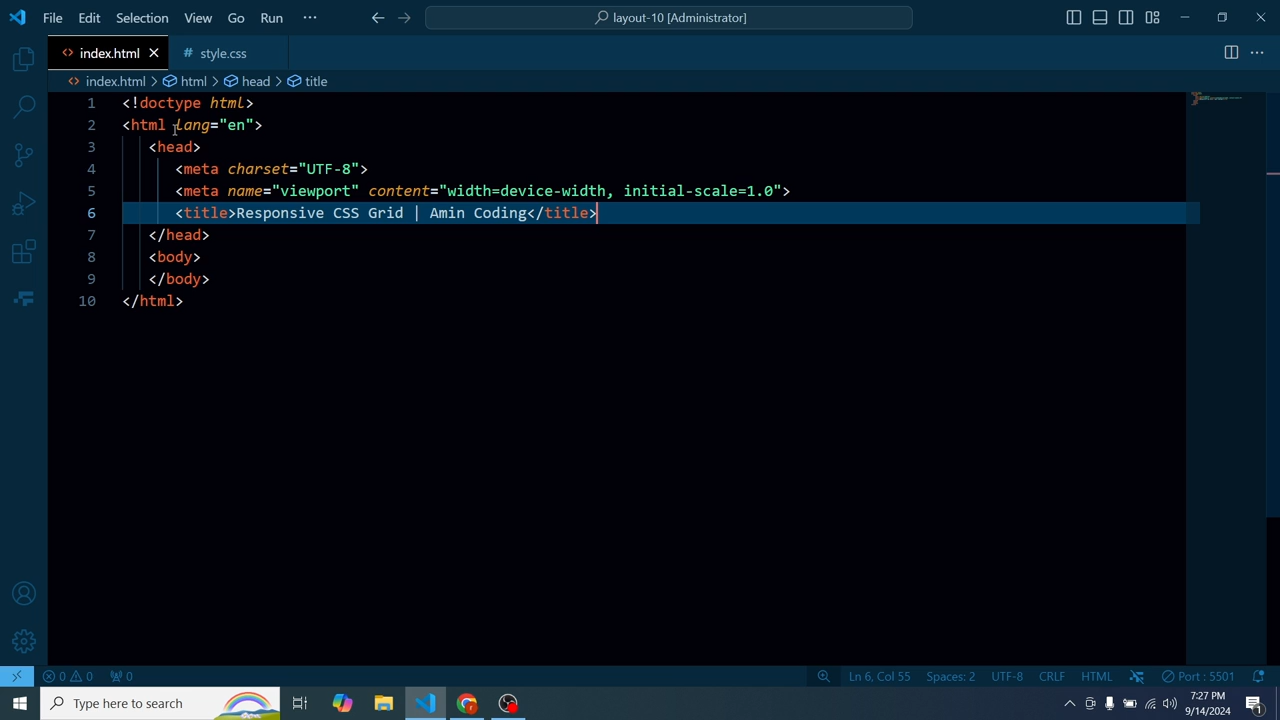 File Edit Selection View Go Run ··· layout-10 [Administrator]
index.html # style.css
index.html > html > head > title
1 <!doctype html>
2 <html lang="en">
3 <head>
4 <meta charset="UTF-8">
5 <meta name="viewport" content="width=device-width, initial-scale=1.0">
6 <title>Responsive CSS Grid | Amin Coding</title>
7 </head>
8 <body>
9 </body>
10 </html>
0 0 0 Ln 6, Col 55 Spaces: 2 UTF-8 CRLF HTML Port : 5501
Type here to search 7:27 PM
9/14/2024 1